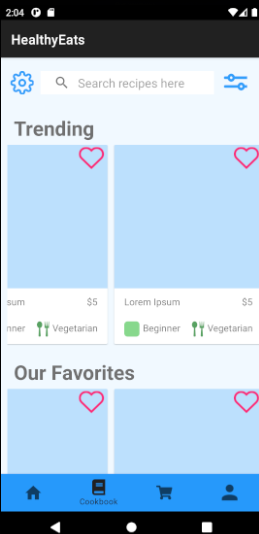 2:04
HealthyEats
Search recipes here
Trending
sum $5
nner Vegetarian
Lorem Ipsum $5
Beginner Vegetarian
Our Favorites
Cookbook